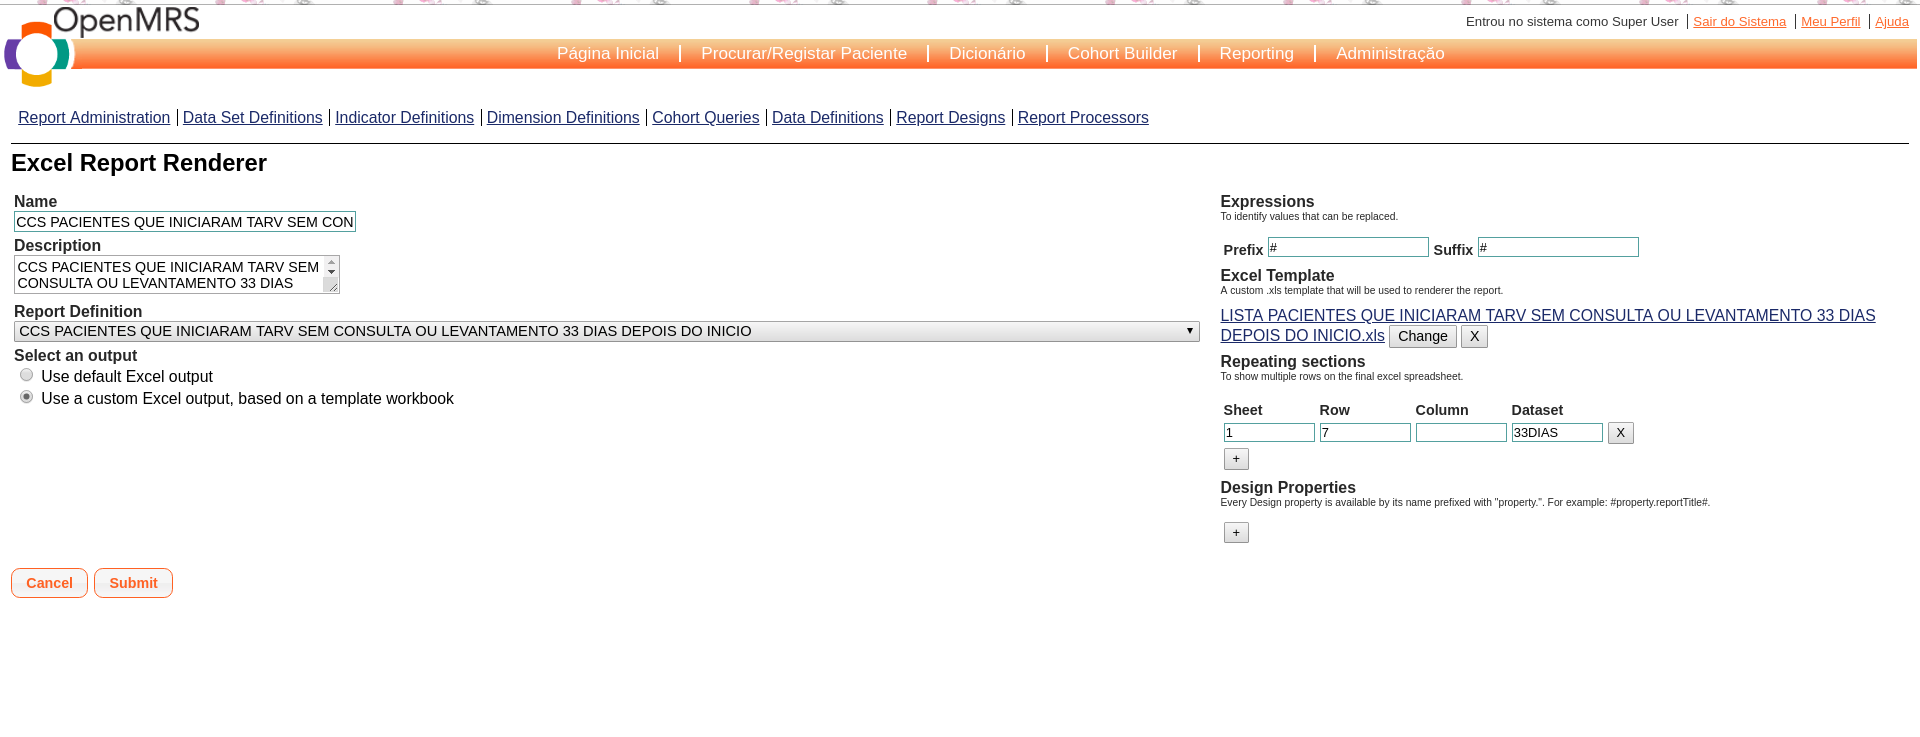 OpenMRS
Entrou no sistema como Super User Sair do Sistema Meu Perfil Ajuda
Página Inicial Procurar/Registar Paciente Dicionário Cohort Builder Reporting Administração
Report Administration Data Set Definitions Indicator Definitions Dimension Definitions Cohort Queries Data Definitions Report Designs Report Processors
Excel Report Renderer
Name
CCS PACIENTES QUE INICIARAM TARV SEM CON
Description
CCS PACIENTES QUE INICIARAM TARV SEM
CONSULTA OU LEVANTAMENTO 33 DIAS
Report Definition
CCS PACIENTES QUE INICIARAM TARV SEM CONSULTA OU LEVANTAMENTO 33 DIAS DEPOIS DO INICIO
Select an output
Use default Excel output
Use a custom Excel output, based on a template workbook
Expressions
To identify values that can be replaced.
Prefix # Suffix #
Excel Template
A custom .xls template that will be used to renderer the report.
LISTA PACIENTES QUE INICIARAM TARV SEM CONSULTA OU LEVANTAMENTO 33 DIAS
DEPOIS DO INICIO.xls Change X
Repeating sections
To show multiple rows on the final excel spreadsheet.
Sheet Row Column Dataset
1 7 33DIAS X
+
Design Properties
Every Design property is available by its name prefixed with "property.". For example: #property.reportTitle#.
+
Cancel Submit